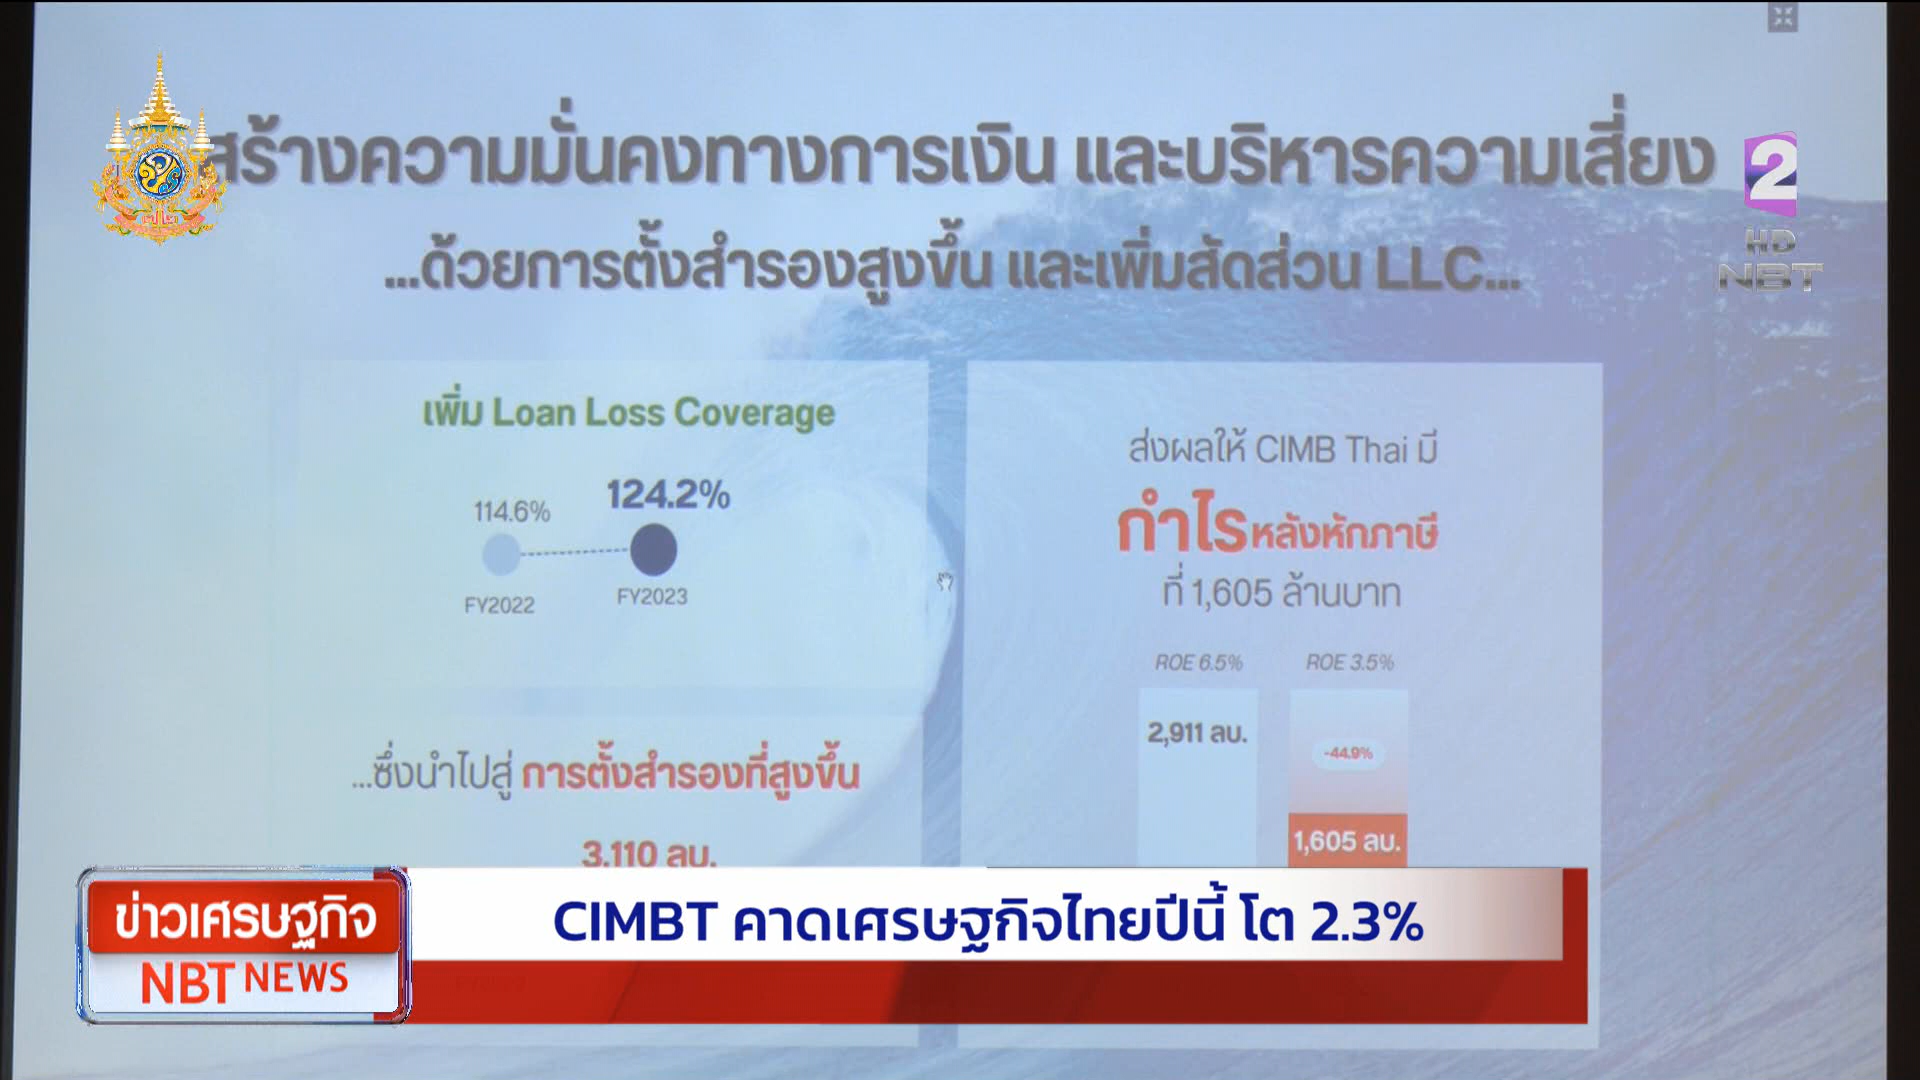 สร้างความมั่นคงทางการเงิน และบริหารความเสี่ยง
...ด้วยการตั้งสำรองสูงขึ้น และเพิ่มสัดส่วน LLC...
2
HD
NBT
เพิ่ม Loan Loss Coverage
114.6%
124.2%
FY2022
FY2023
...ซึ่งนำไปสู่ การตั้งสำรองที่สูงขึ้น
3,110 ลบ.
ส่งผลให้ CIMB Thai มี
กำไรหลังหักภาษี
ที่ 1,605 ล้านบาท
ROE 6.5%
ROE 3.5%
2,911 ลบ.
-44.9%
1,605 ลบ.
ข่าวเศรษฐกิจ
NBT NEWS
CIMBT คาดเศรษฐกิจไทยปีนี้ โต 2.3%